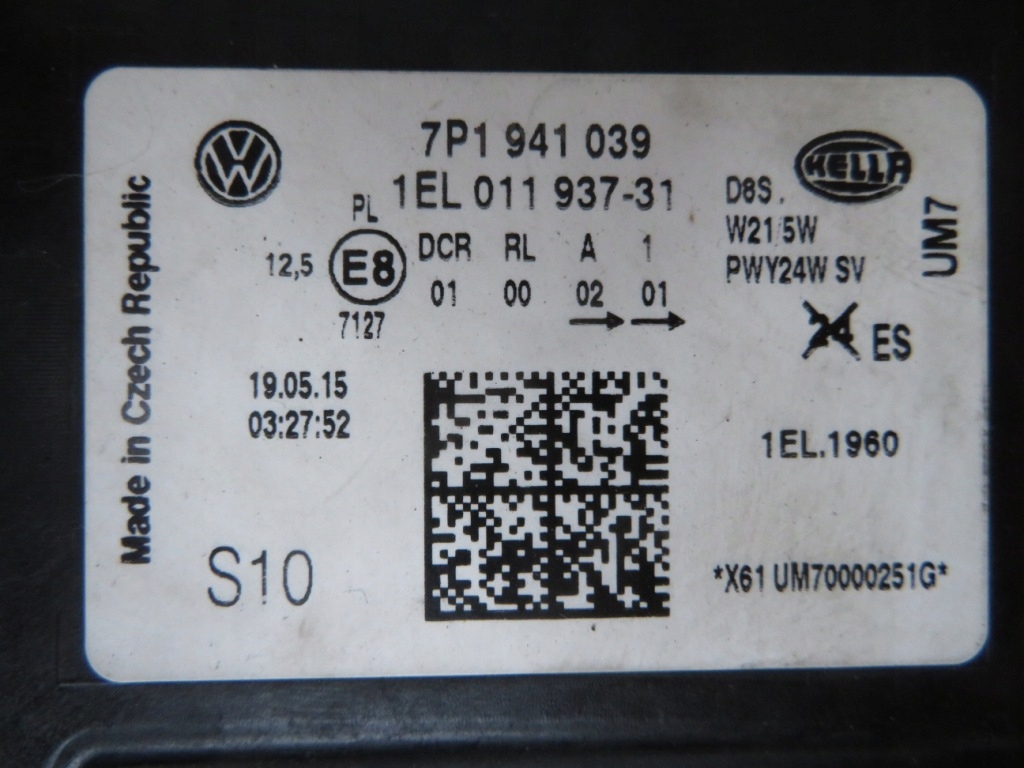 7P1 941 039
1EL 011 937-31
HELLA
Made in Czech Republic
PL
12,5
E8
7127
DCR RL A 1
01 00 02 01
D8S.
W21/5W
PWY24W SV
UM7
24 ES
19.05.15
03:27:52
1EL.1960
S10
*X61 UM70000251G*